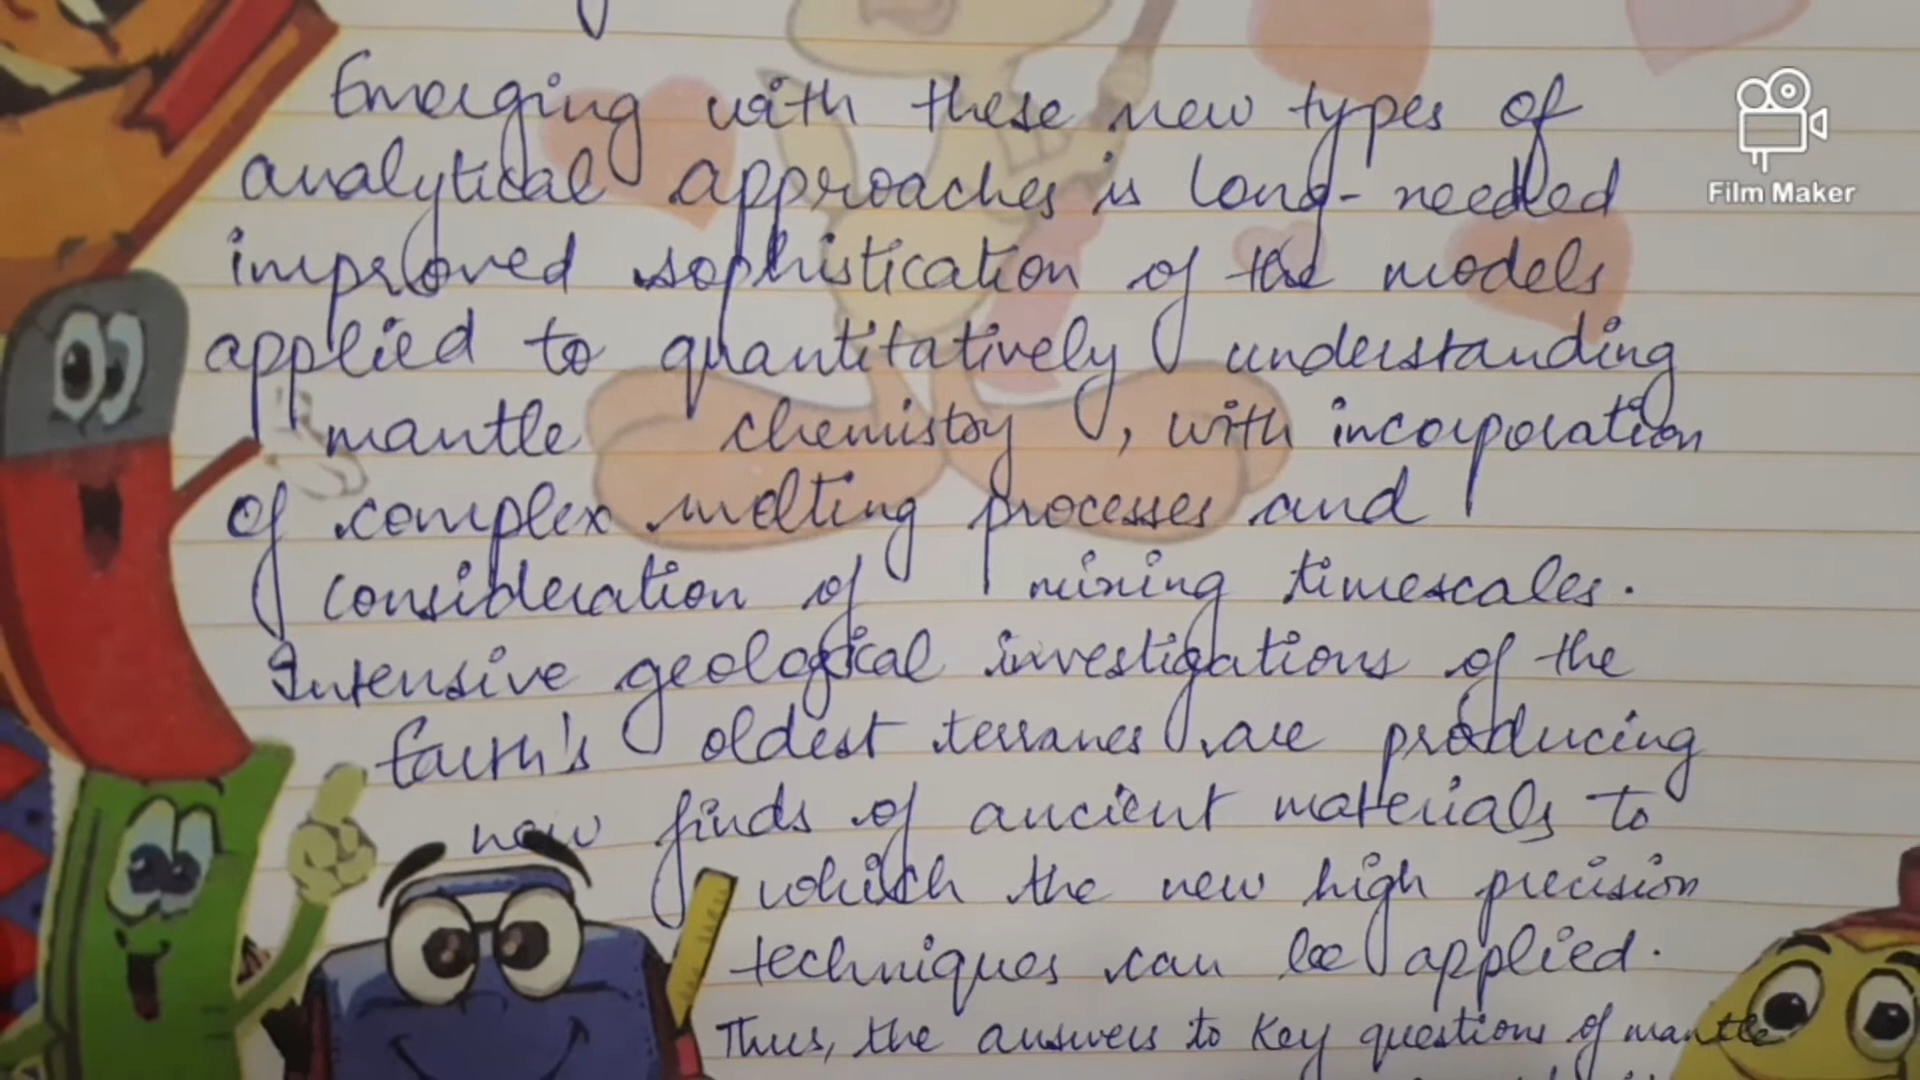 Emerging with these new types of
analytical approaches is long-needed
improved sophistication of the models
applied to quantitatively understanding
mantle chemistry, with incorporation
of complex melting processes and
consideration of mixing timescales.
Intensive geological investigations of the
Earth's oldest terranes are producing
new finds of ancient materials to
which the new high precision
techniques can be applied.
Thus, the answers to key questions of mantle
Film Maker